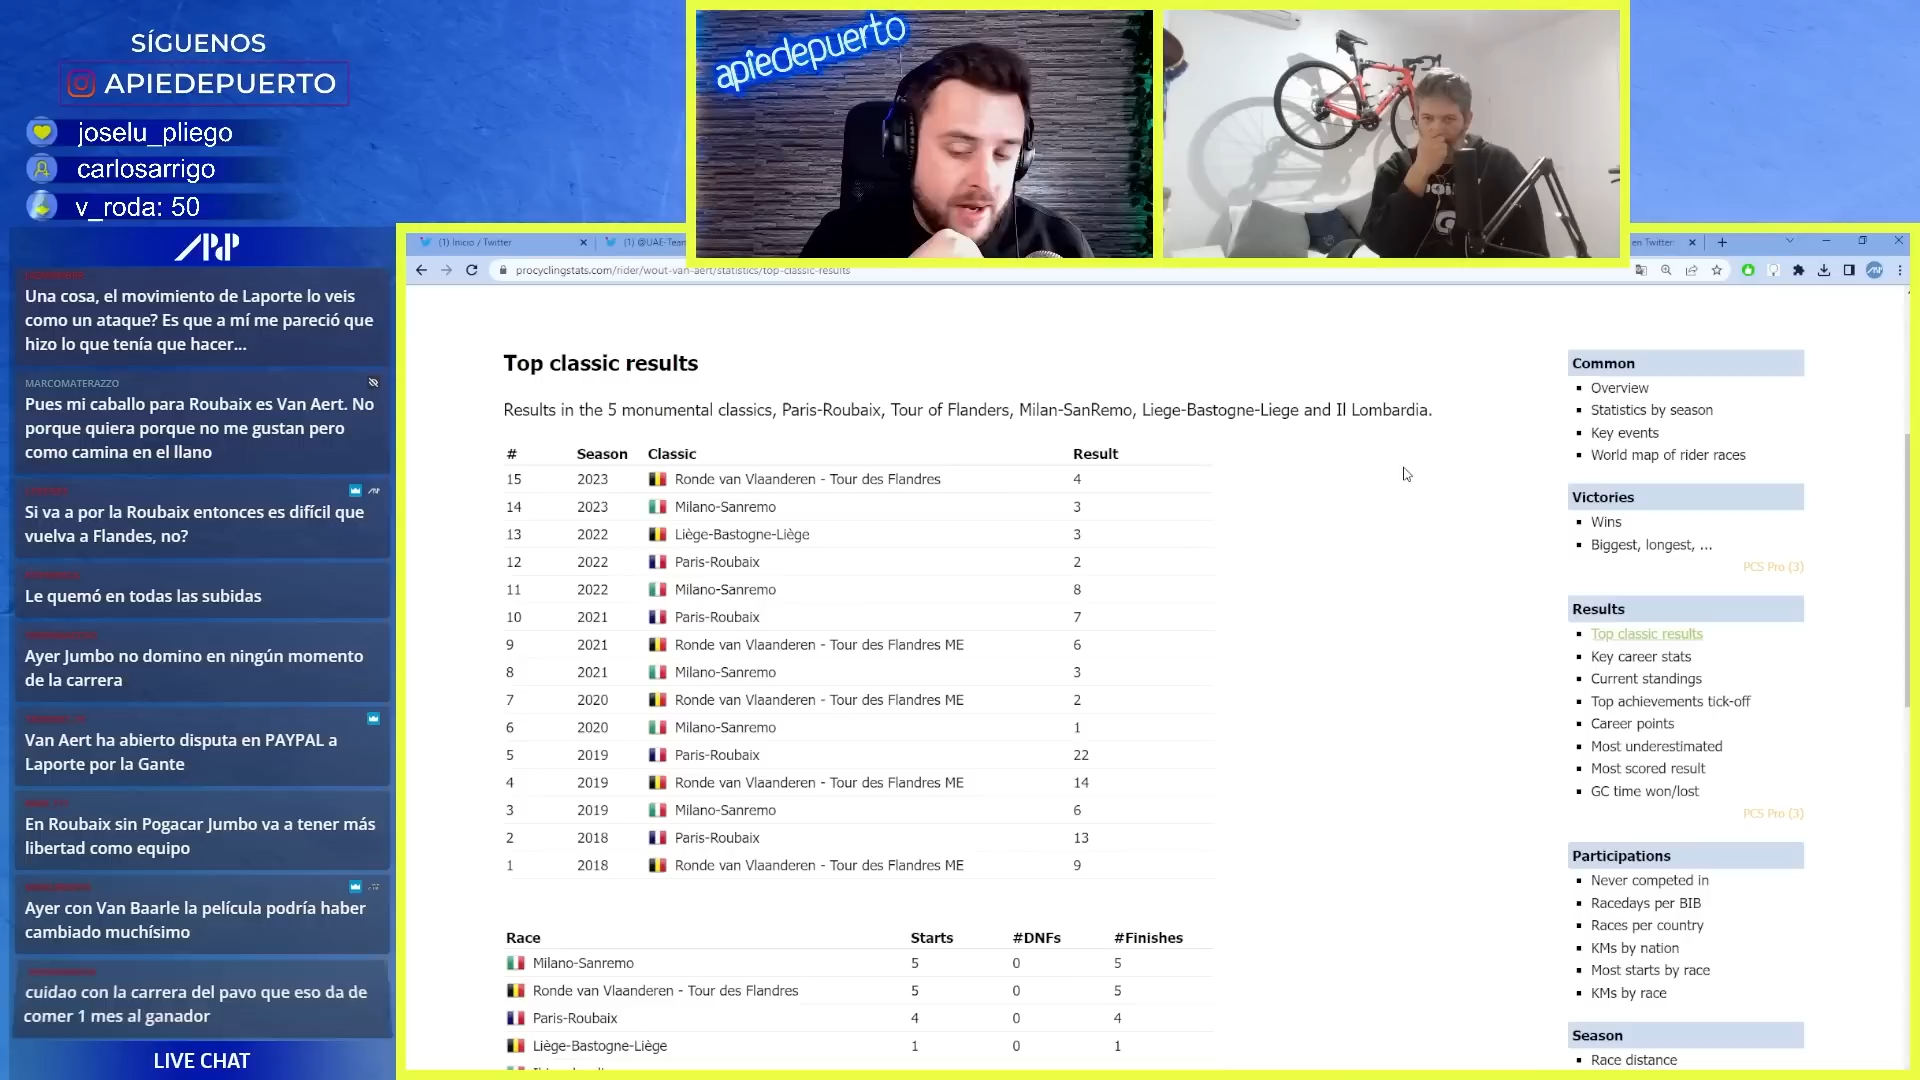 SÍGUENOS
APIEDEPUERTO
joselu_pliego
carlosarrigo
v_roda: 50
Una cosa, el movimiento de Laporte lo veis
como un ataque? Es que a mí me pareció que
hizo lo que tenía que hacer...
MARCOMATERAZZO
Pues mi caballo para Roubaix es Van Aert. No
porque quiera porque no me gustan pero
como camina en el llano
Si va a por la Roubaix entonces es difícil que
vuelva a Flandes, no?
Le quemó en todas las subidas
Ayer Jumbo no domino en ningún momento
de la carrera
Van Aert ha abierto disputa en PAYPAL a
Laporte por la Gante
En Roubaix sin Pogacar Jumbo va a tener más
libertad como equipo
Ayer con Van Baarle la película podría haber
cambiado muchísimo
cuidao con la carrera del pavo que eso da de
comer 1 mes al ganador
LIVE CHAT
apiedepuerto
(1) Inicio / Twitter
(1) @UAE-Tean
en Twitter:
procyclingstats.com/rider/wout-van-aert/statistics/top-classic-results
Top classic results
Results in the 5 monumental classics, Paris-Roubaix, Tour of Flanders, Milan-SanRemo, Liege-Bastogne-Liege and Il Lombardia.
# Season Classic Result
15 2023 Ronde van Vlaanderen - Tour des Flandres 4
14 2023 Milano-Sanremo 3
13 2022 Liège-Bastogne-Liège 3
12 2022 Paris-Roubaix 2
11 2022 Milano-Sanremo 8
10 2021 Paris-Roubaix 7
9 2021 Ronde van Vlaanderen - Tour des Flandres ME 6
8 2021 Milano-Sanremo 3
7 2020 Ronde van Vlaanderen - Tour des Flandres ME 2
6 2020 Milano-Sanremo 1
5 2019 Paris-Roubaix 22
4 2019 Ronde van Vlaanderen - Tour des Flandres ME 14
3 2019 Milano-Sanremo 6
2 2018 Paris-Roubaix 13
1 2018 Ronde van Vlaanderen - Tour des Flandres ME 9
Race Starts #DNFs #Finishes
Milano-Sanremo 5 0 5
Ronde van Vlaanderen - Tour des Flandres 5 0 5
Paris-Roubaix 4 0 4
Liège-Bastogne-Liège 1 0 1
Common
Overview
Statistics by season
Key events
World map of rider races
Victories
Wins
Biggest, longest, ...
PCS Pro (3)
Results
Top classic results
Key career stats
Current standings
Top achievements tick-off
Career points
Most underestimated
Most scored result
GC time won/lost
PCS Pro (3)
Participations
Never competed in
Racedays per BIB
Races per country
KMs by nation
Most starts by race
KMs by race
Season
Race distance